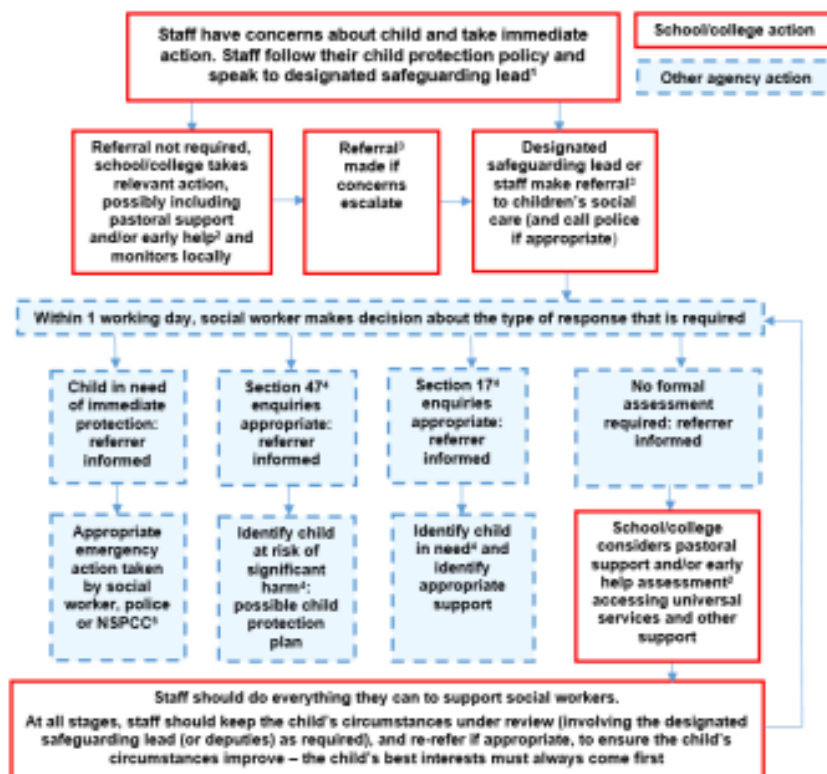 Staff have concerns about child and take immediate
action. Staff follow their child protection policy and
speak to designated safeguarding lead¹
School/college action
Other agency action
Referral not required,
school/college takes
relevant action,
possibly including
pastoral support
and/or early help² and
monitors locally
Referral³
made if
concerns
escalate
Designated
safeguarding lead or
staff make referral³
to children's social
care (and call police
if appropriate)
Within 1 working day, social worker makes decision about the type of response that is required
Child in need
of immediate
protection:
referrer
informed
Section 47⁴
enquiries
appropriate:
referrer
informed
Section 17⁴
enquiries
appropriate:
referrer
informed
No formal
assessment
required: referrer
informed
Appropriate
emergency
action taken
by social
worker, police
or NSPCC⁵
Identify child
at risk of
significant
harm⁴:
possible child
protection
plan
Identify child
in need⁴ and
identify
appropriate
support
School/college
considers pastoral
support and/or early
help assessment²
accessing universal
services and other
support
Staff should do everything they can to support social workers.
At all stages, staff should keep the child's circumstances under review (involving the designated
safeguarding lead (or deputies) as required), and re-refer if appropriate, to ensure the child's
circumstances improve – the child's best interests must always come first